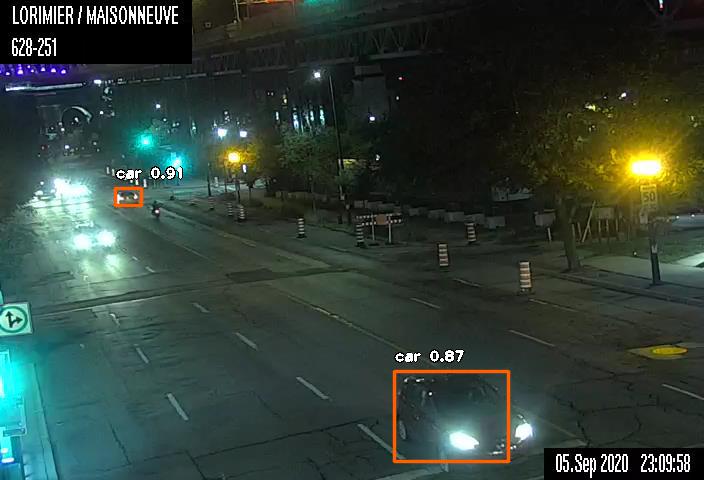 LORIMIER / MAISONNEUVE
628-251
car 0.91
50
car 0.87
05.Sep 2020 23:09:58